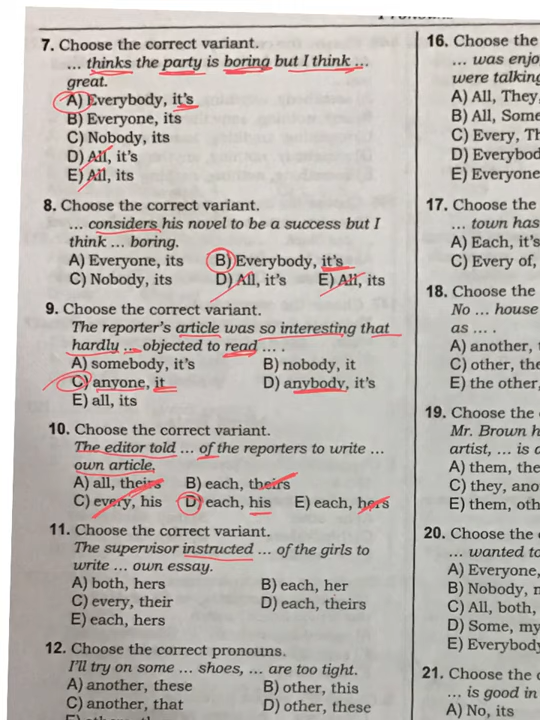 7. Choose the correct variant.
... thinks the party is boring but I think ...
great.
A) Everybody, it's
B) Everyone, its
C) Nobody, its
D) All, it's
E) All, its
8. Choose the correct variant.
... considers his novel to be a success but I
think ... boring.
A) Everyone, its B) Everybody, it's
C) Nobody, its D) All, it's E) All, its
9. Choose the correct variant.
The reporter's article was so interesting that
hardly ... objected to read ... .
A) somebody, it's B) nobody, it
C) anyone, it D) anybody, it's
E) all, its
10. Choose the correct variant.
The editor told ... of the reporters to write ...
own article.
A) all, theirs B) each, theirs
C) every, his D) each, his E) each, hers
11. Choose the correct variant.
The supervisor instructed ... of the girls to
write ... own essay.
A) both, hers B) each, her
C) every, their D) each, theirs
E) each, hers
12. Choose the correct pronouns.
I'll try on some ... shoes, ... are too tight.
A) another, these B) other, this
C) another, that D) other, these
16. Choose the
... was enjo
were talking
A) All, They
B) All, Some
C) Every, Th
D) Everybod
E) Everyone
17. Choose the
... town has
A) Each, it's
C) Every of,
18. Choose the
No ... house
as ... .
A) another,
C) other, the
E) the other,
19. Choose the
Mr. Brown h
artist, ... is
A) them, the
C) they, ano
E) them, oth
20. Choose the
... wanted to
A) Everyone,
B) Nobody,
C) All, both,
D) Some, my
E) Everybody
21. Choose the
... is good in
A) No, its